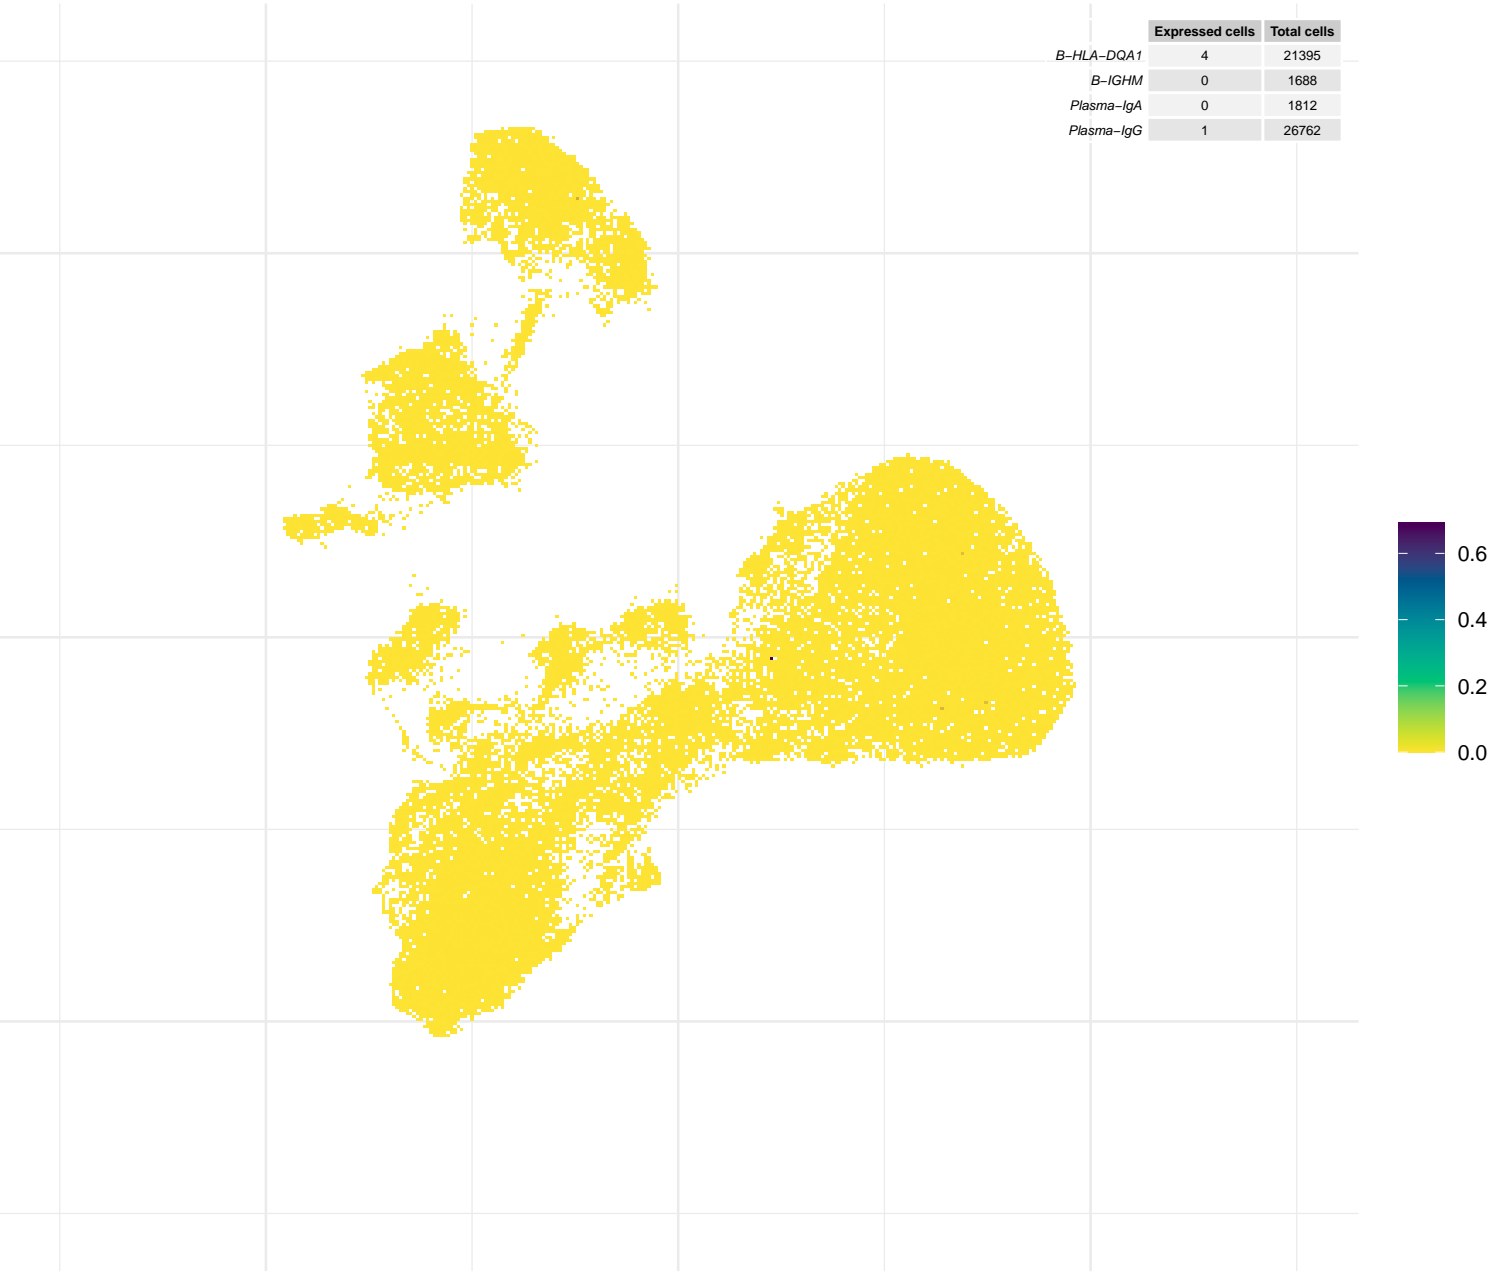 Expressed cells Total cells
B−HLA−DQA1 4 21395
B−IGHM 0 1688
Plasma−IgA 0 1812
Plasma−IgG 1 26762
0.6
0.4
0.2
0.0